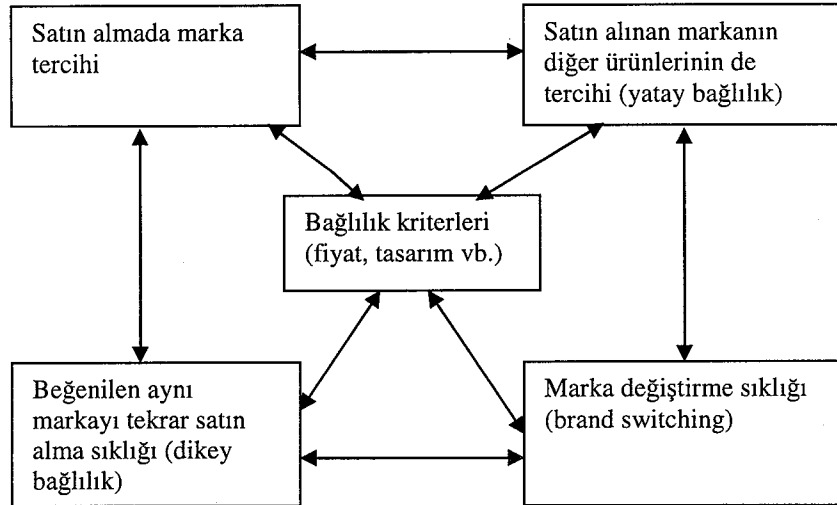 Satın almada marka
tercihi
Satın alınan markanın
diğer ürünlerinin de
tercihi (yatay bağlılık)
Bağlılık kriterleri
(fiyat, tasarım vb.)
Beğenilen aynı
markayı tekrar satın
alma sıklığı (dikey
bağlılık)
Marka değiştirme sıklığı
(brand switching)